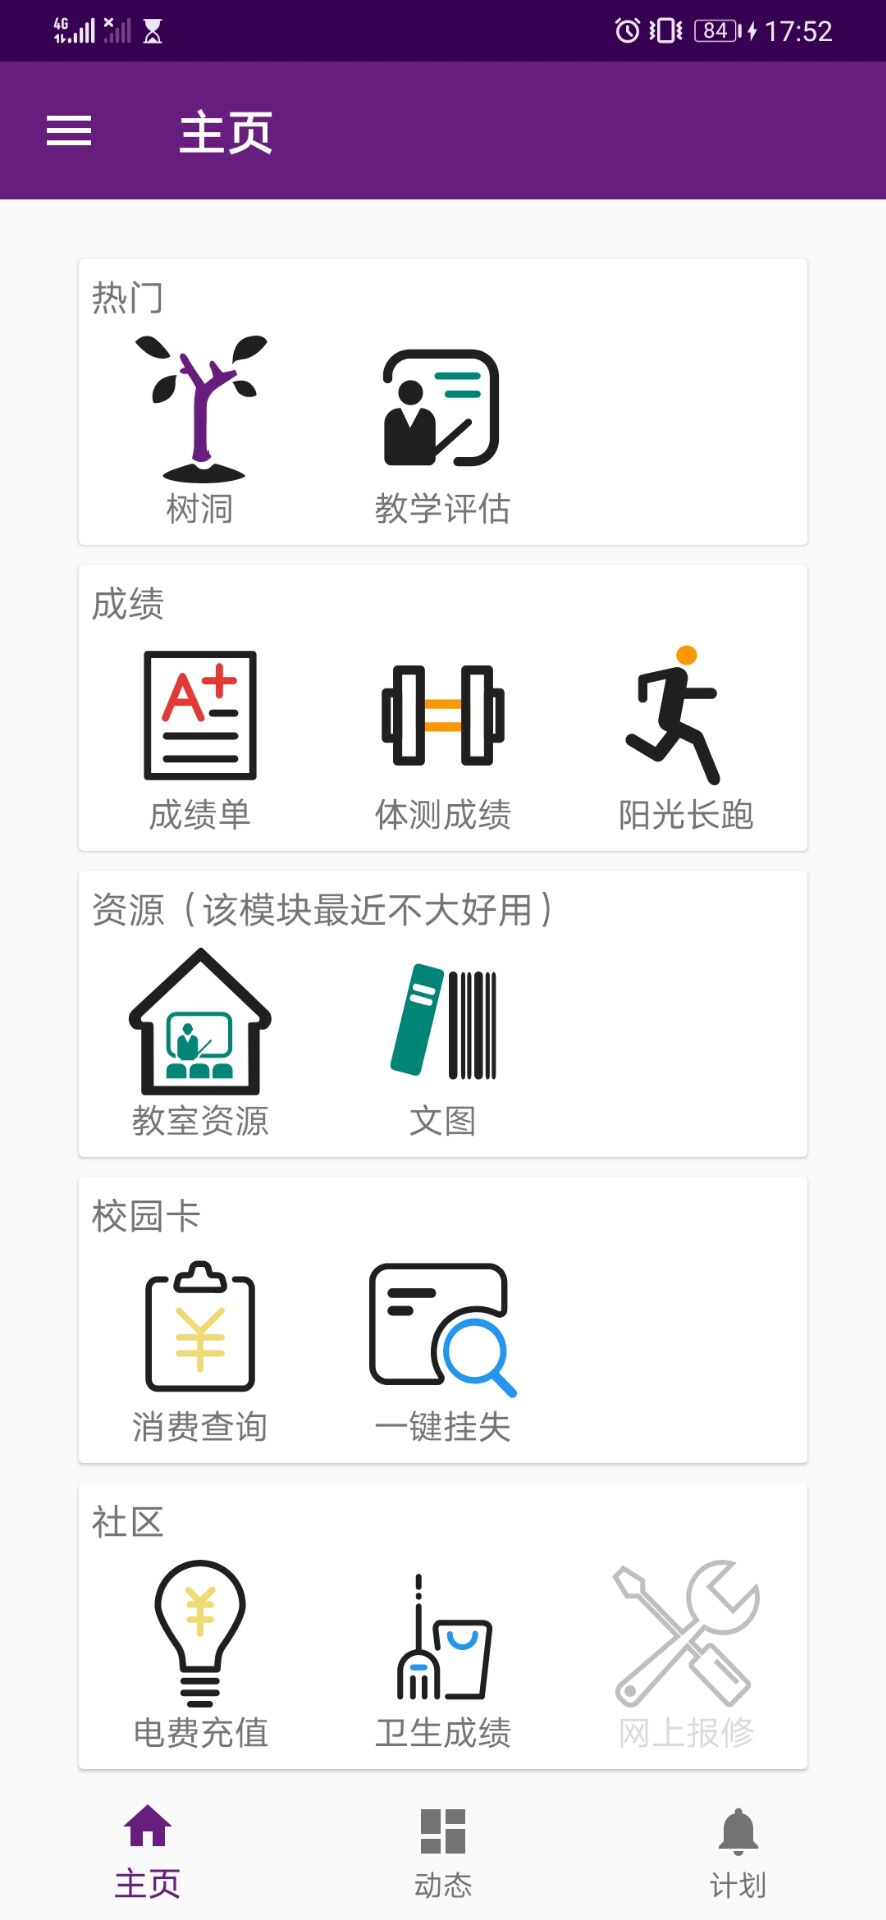 4G 84 17:52
主页
热门
树洞 教学评估
成绩
A+
成绩单 体测成绩 阳光长跑
资源（该模块最近不大好用）
教室资源 文图
校园卡
¥
消费查询 一键挂失
社区
¥
电费充值 卫生成绩 网上报修
主页 动态 计划